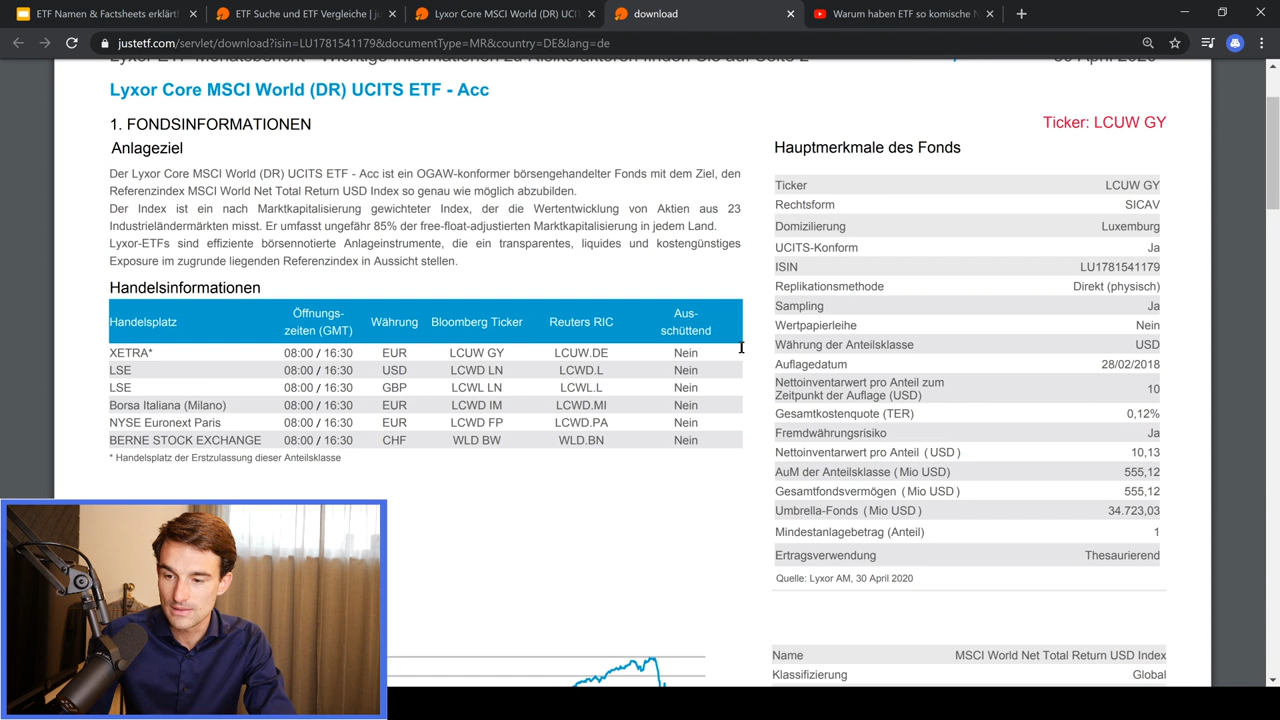 ETF Namen & Factsheets erklärt!
ETF Suche und ETF Vergleiche | ju
Lyxor Core MSCI World (DR) UCIT
download
Warum haben ETF so komische N
justetf.com/servlet/download?isin=LU1781541179&documentType=MR&country=DE&lang=de
Lyxor ETF Monatsbericht - Wichtige Informationen zu Risikofaktoren finden Sie auf Seite 2
30 April 2020
Lyxor Core MSCI World (DR) UCITS ETF - Acc
Ticker: LCUW GY
1. FONDSINFORMATIONEN
Anlageziel
Der Lyxor Core MSCI World (DR) UCITS ETF - Acc ist ein OGAW-konformer börsengehandelter Fonds mit dem Ziel, den
Referenzindex MSCI World Net Total Return USD Index so genau wie möglich abzubilden.
Der Index ist ein nach Marktkapitalisierung gewichteter Index, der die Wertentwicklung von Aktien aus 23
Industrieländermärkten misst. Er umfasst ungefähr 85% der free-float-adjustierten Marktkapitalisierung in jedem Land.
Lyxor-ETFs sind effiziente börsennotierte Anlageinstrumente, die ein transparentes, liquides und kostengünstiges
Exposure im zugrunde liegenden Referenzindex in Aussicht stellen.
Handelsinformationen
Handelsplatz Öffnungs-zeiten (GMT) Währung Bloomberg Ticker Reuters RIC Aus-schüttend
XETRA* 08:00 / 16:30 EUR LCUW GY LCUW.DE Nein
LSE 08:00 / 16:30 USD LCWD LN LCWD.L Nein
LSE 08:00 / 16:30 GBP LCWL LN LCWL.L Nein
Borsa Italiana (Milano) 08:00 / 16:30 EUR LCWD IM LCWD.MI Nein
NYSE Euronext Paris 08:00 / 16:30 EUR LCWD FP LCWD.PA Nein
BERNE STOCK EXCHANGE 08:00 / 16:30 CHF WLD BW WLD.BN Nein
* Handelsplatz der Erstzulassung dieser Anteilsklasse
Hauptmerkmale des Fonds
Ticker LCUW GY
Rechtsform SICAV
Domizilierung Luxemburg
UCITS-Konform Ja
ISIN LU1781541179
Replikationsmethode Direkt (physisch)
Sampling Ja
Wertpapierleihe Nein
Währung der Anteilsklasse USD
Auflagedatum 28/02/2018
Nettoinventarwert pro Anteil zum
Zeitpunkt der Auflage (USD) 10
Gesamtkostenquote (TER) 0,12%
Fremdwährungsrisiko Ja
Nettoinventarwert pro Anteil ( USD ) 10,13
AuM der Anteilsklasse (Mio USD) 555,12
Gesamtfondsvermögen ( Mio USD ) 555,12
Umbrella-Fonds ( Mio USD ) 34.723,03
Mindestanlagebetrag (Anteil) 1
Ertragsverwendung Thesaurierend
Quelle: Lyxor AM, 30 April 2020
Name MSCI World Net Total Return USD Index
Klassifizierung Global